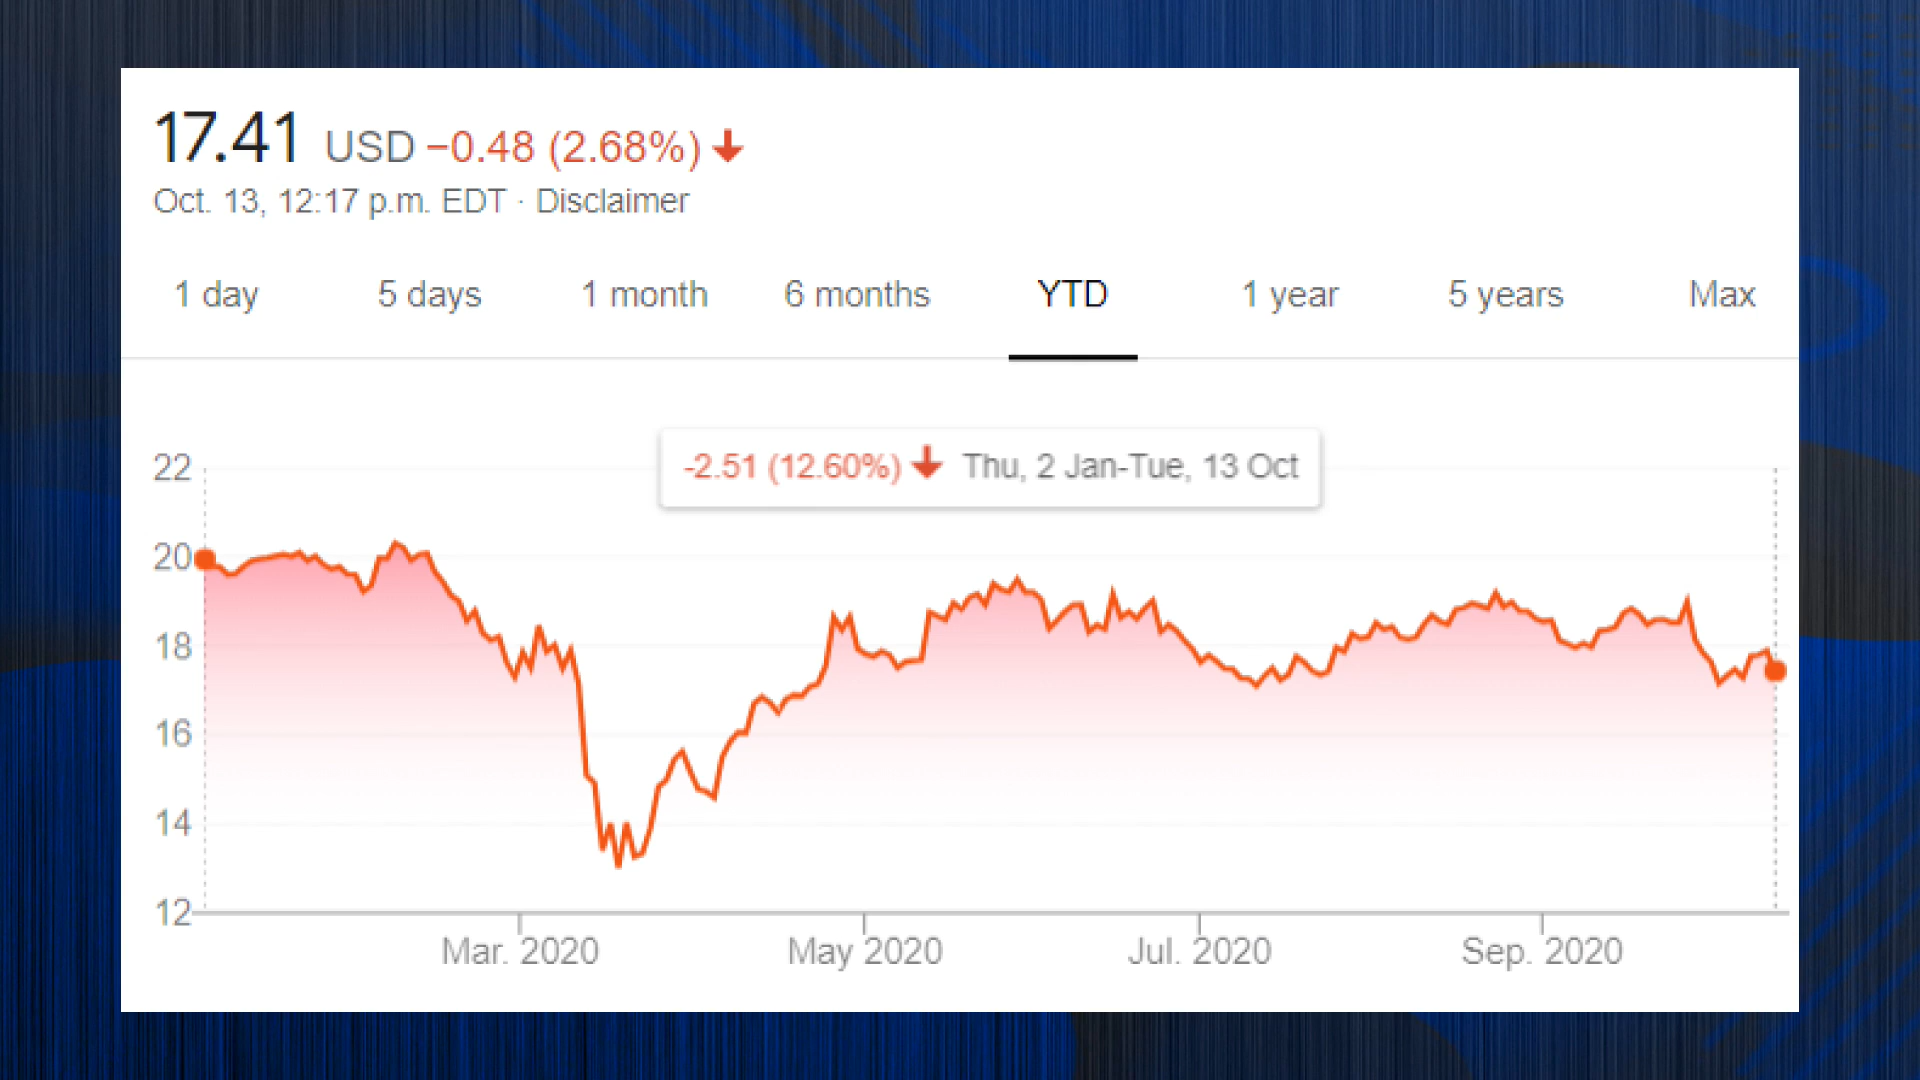 17.41 USD −0.48 (2.68%)
Oct. 13, 12:17 p.m. EDT · Disclaimer
1 day 5 days 1 month 6 months YTD 1 year 5 years Max
-2.51 (12.60%) Thu, 2 Jan-Tue, 13 Oct
22
20
18
16
14
12
Mar. 2020 May 2020 Jul. 2020 Sep. 2020